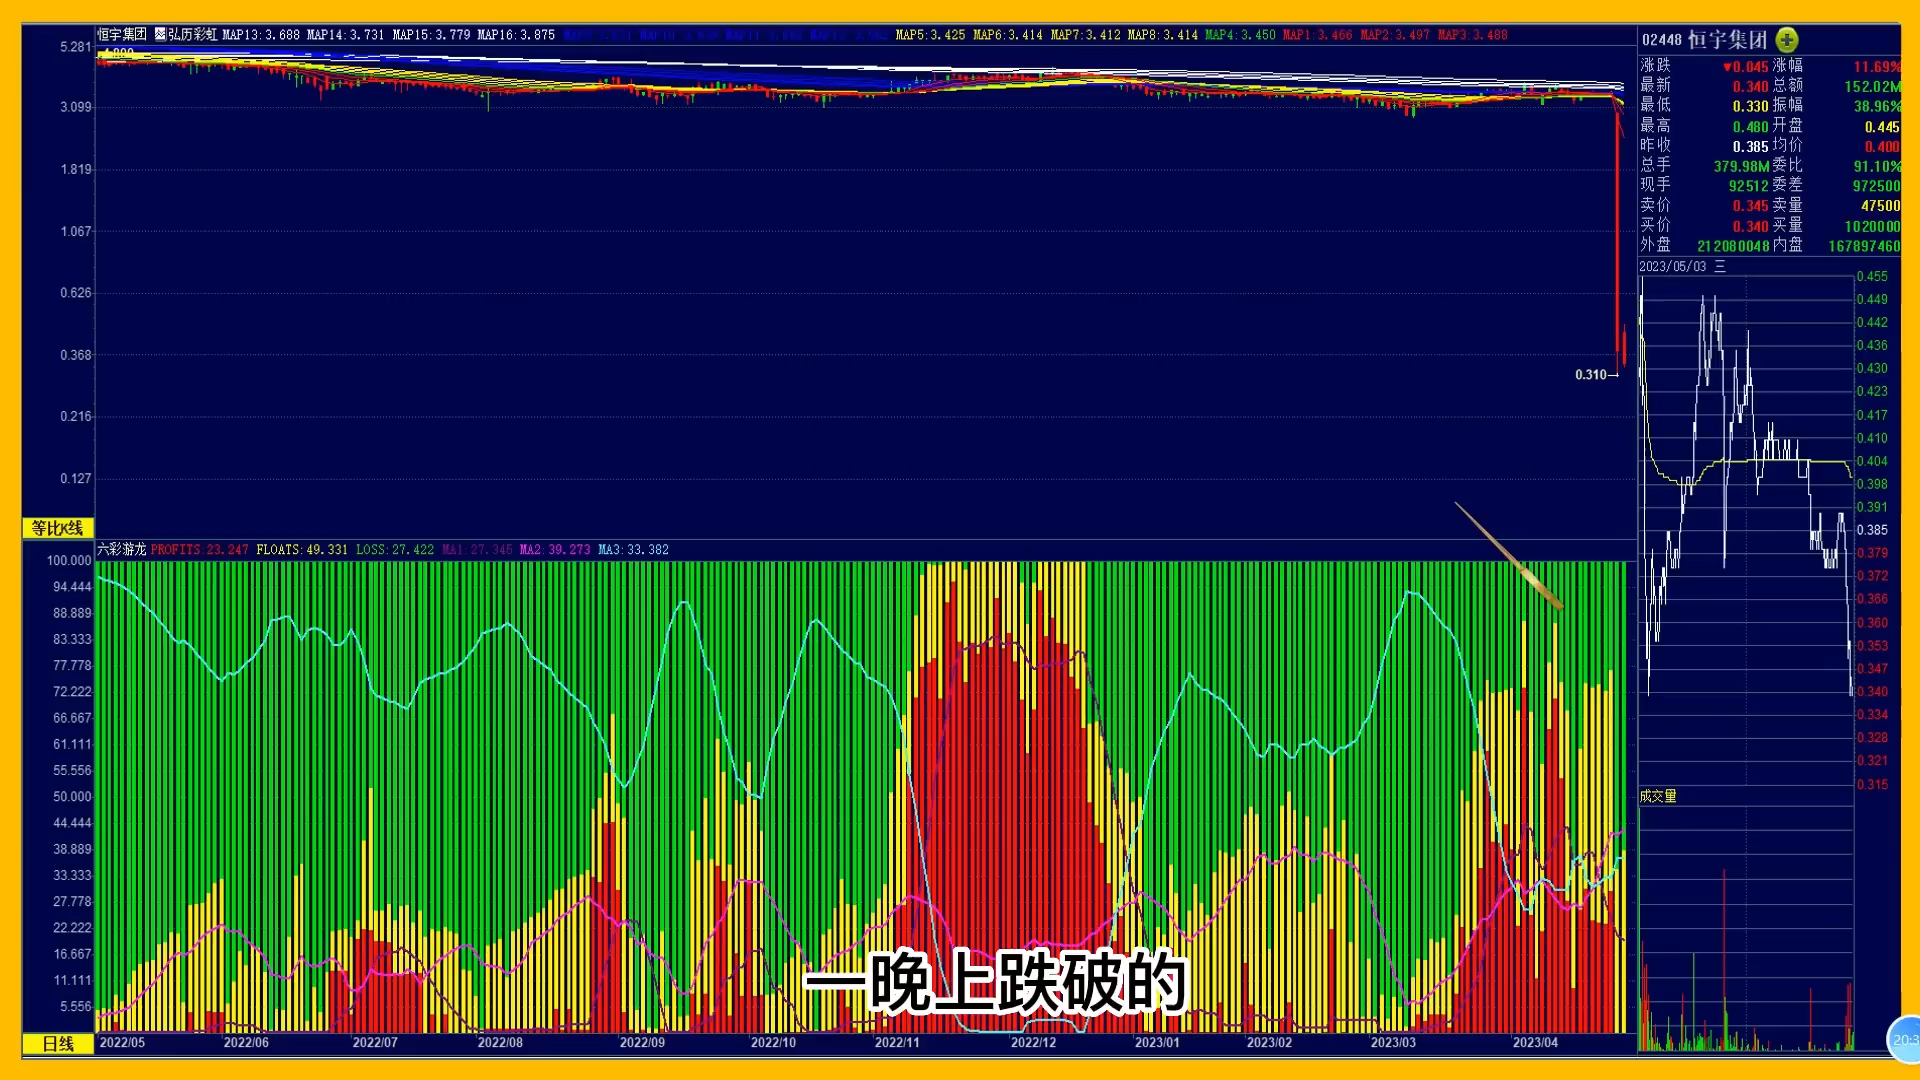 恒宇集团 弘历彩虹 MAP13:3.688 MAP14:3.731 MAP15:3.779 MAP16:3.875 MAP5:3.425 MAP6:3.414 MAP7:3.412 MAP8:3.414 MAP4:3.450 MAP1:3.466 MAP2:3.497 MAP3:3.488
5.281
3.099
1.819
1.067
0.626
0.368
0.310
0.216
0.127
等比K线
六彩游龙 PROFITS:23.247 FLOATS:49.331 LOSS:27.422 MA1:27.345 MA2:39.273 MA3:33.382
100.000
94.444
88.889
83.333
77.778
72.222
66.667
61.111
55.556
50.000
44.444
38.889
33.333
27.778
22.222
16.667
11.111
5.556
一晚上跌破的
日线 2022/05 2022/06 2022/07 2022/08 2022/09 2022/10 2022/11 2022/12 2023/01 2023/02 2023/03 2023/04
02448 恒宇集团
涨跌 ▼0.045 涨幅 11.69%
最新 0.340 总额 152.02M
最低 0.330 振幅 38.96%
最高 0.480 开盘 0.445
昨收 0.385 均价 0.400
总手 379.98M 委比 91.10%
现手 92512 委差 972500
卖价 0.345 卖量 47500
买价 0.340 买量 1020000
外盘 212080048 内盘 167897460
2023/05/03 三
0.455
0.449
0.442
0.436
0.430
0.423
0.417
0.410
0.404
0.398
0.391
0.385
0.379
0.372
0.366
0.360
0.353
0.347
0.340
0.334
0.328
0.321
0.315
成交量